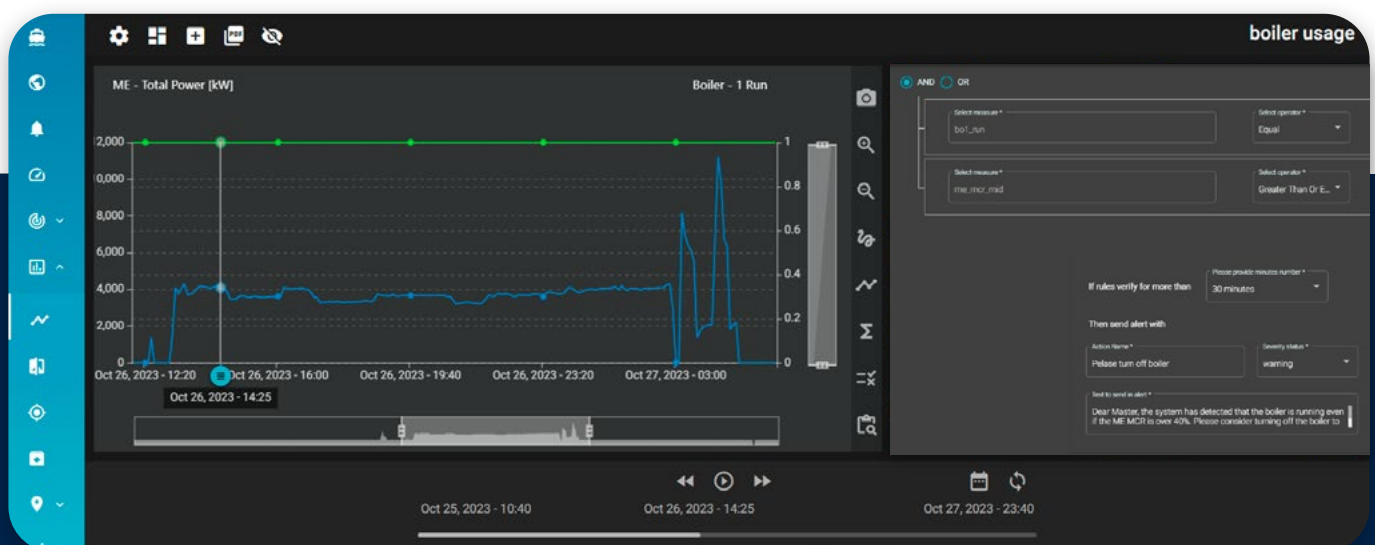 PDF
boiler usage
ME - Total Power [kW]
Boiler - 1 Run
2,000
0,000
8,000
6,000
4,000
2,000
0
1
0.8
0.6
0.4
0.2
0
Oct 26, 2023 - 12:20
Oct 26, 2023 - 16:00
Oct 26, 2023 - 19:40
Oct 26, 2023 - 23:20
Oct 27, 2023 - 03:00
Oct 26, 2023 - 14:25
AND
OR
Select measure *
bo1_run
Select operator *
Equal
Select measure *
me_mcr_mid
Select operator *
Greater Than Or E...
If rules verify for more than
Please provide minutes number *
30 minutes
Then send alert with
Action Name *
Pelase turn off boiler
Severity status *
warning
Text to send in alert *
Dear Master, the system has detected that the boiler is running even
if the ME MCR is over 40%. Please consider turning off the boiler to
Oct 25, 2023 - 10:40
Oct 26, 2023 - 14:25
Oct 27, 2023 - 23:40